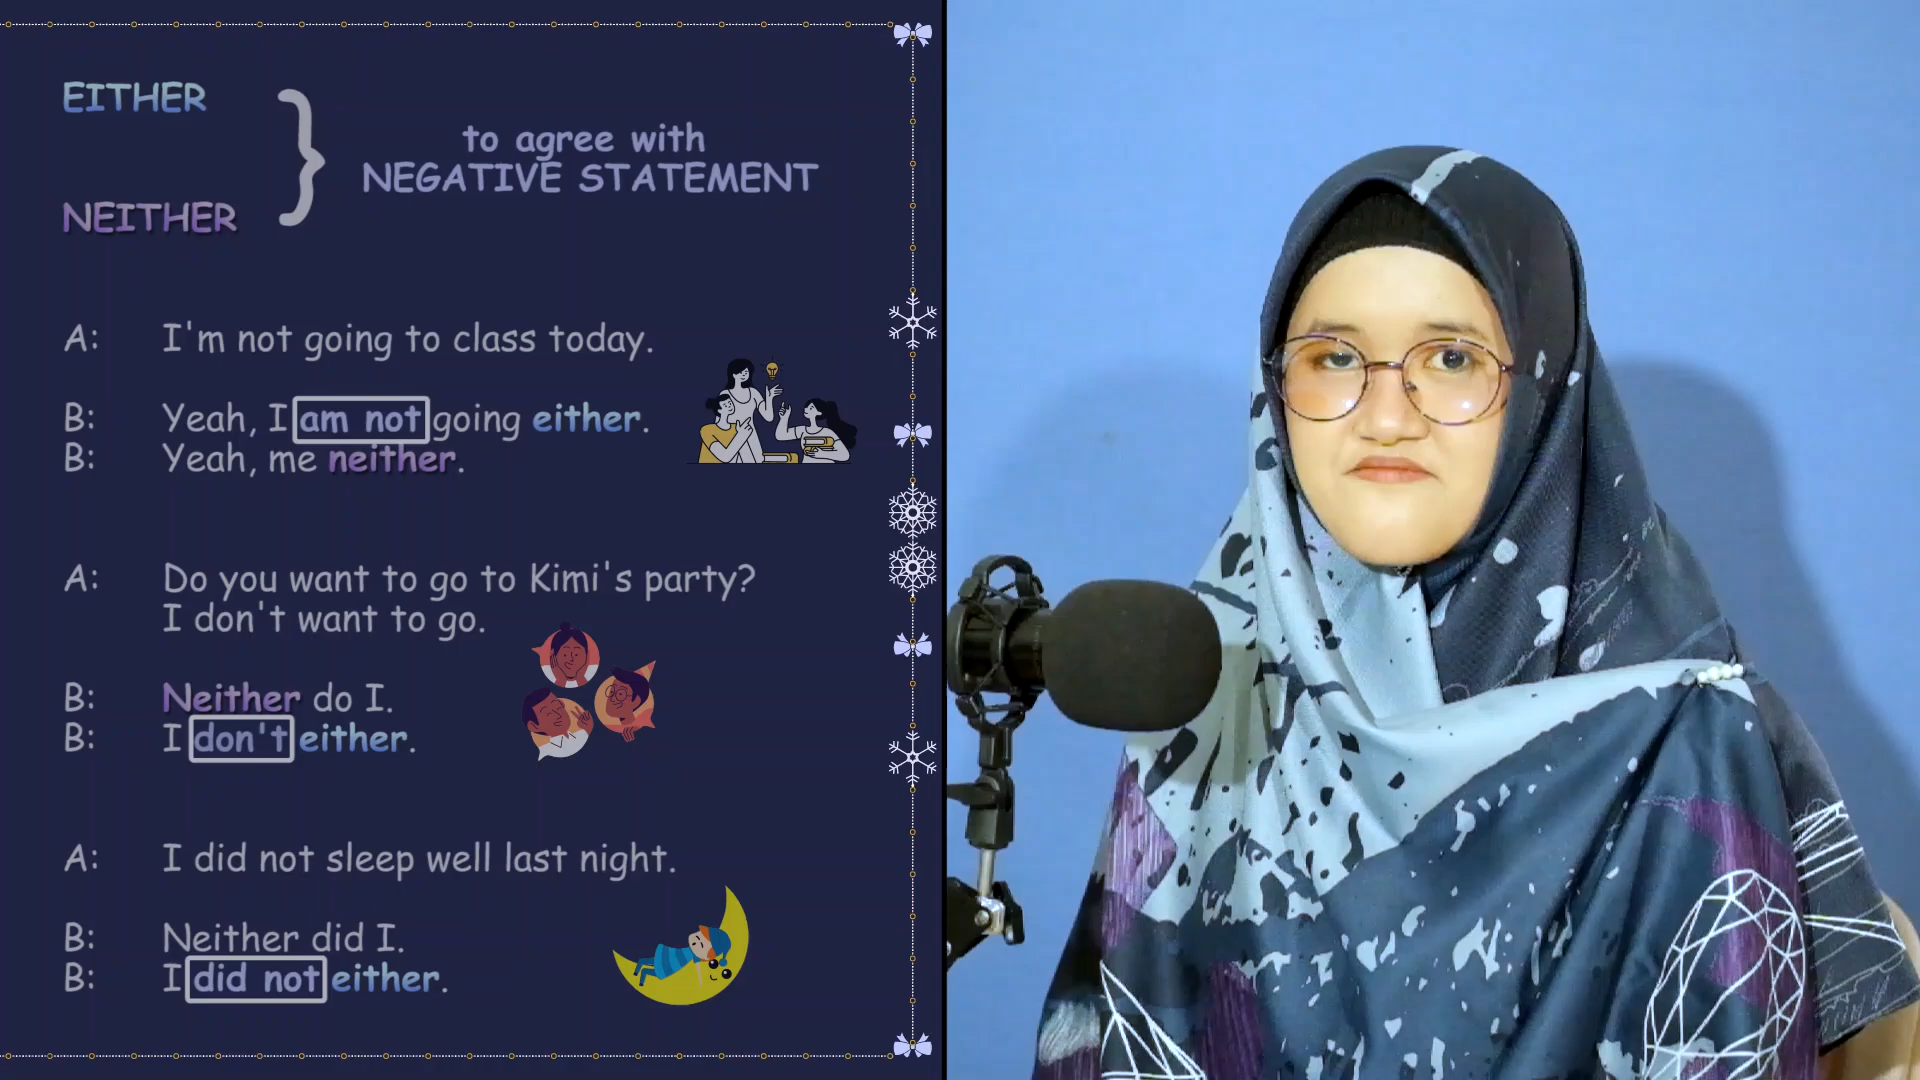 EITHER
to agree with
NEGATIVE STATEMENT
NEITHER
A: I'm not going to class today.
B: Yeah, I am not going either.
B: Yeah, me neither.
A: Do you want to go to Kimi's party?
I don't want to go.
B: Neither do I.
B: I don't either.
A: I did not sleep well last night.
B: Neither did I.
B: I did not either.